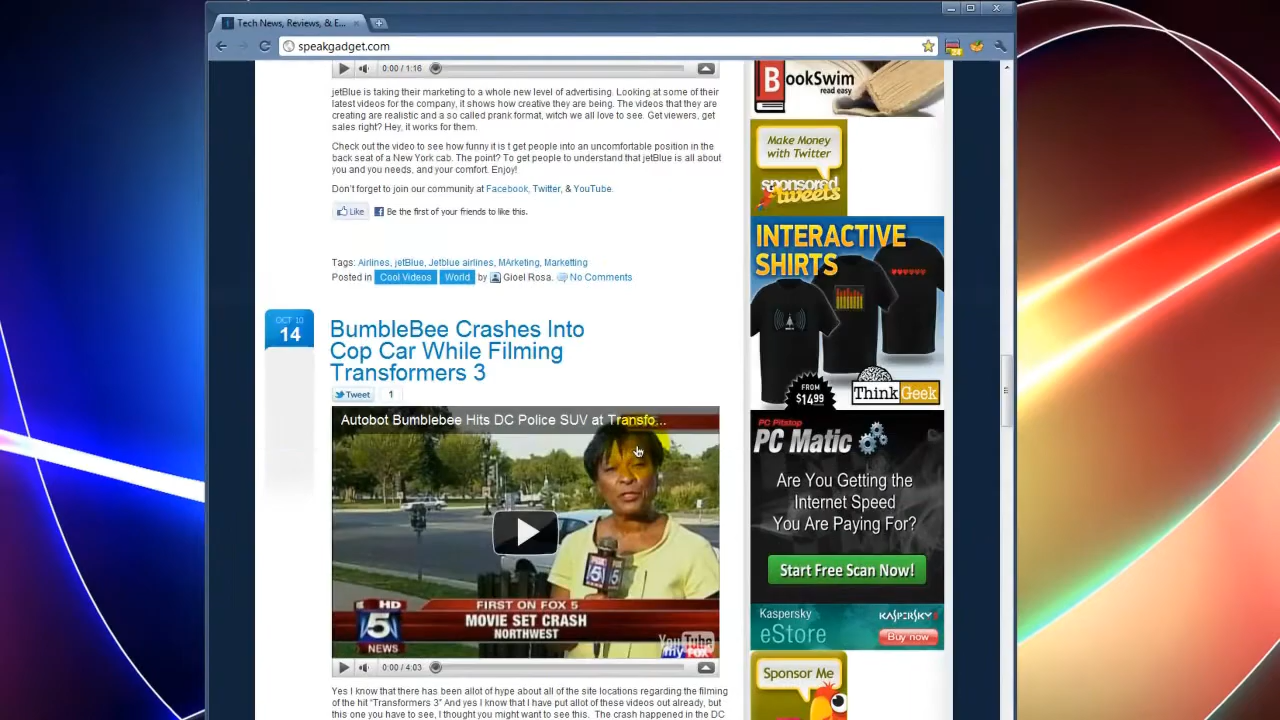 Tech News, Reviews, & E...
speakgadget.com
0:00 / 1:16
jetBlue is taking their marketing to a whole new level of advertising. Looking at some of their
latest videos for the company, it shows how creative they are being. The videos that they are
creating are realistic and a so called prank format, witch we all love to see. Get viewers, get
sales right? Hey, it works for them.
Check out the video to see how funny it is t get people into an uncomfortable position in the
back seat of a New York cab. The point? To get people to understand that jetBlue is all about
you and you needs, and your comfort. Enjoy!
Don't forget to join our community at Facebook, Twitter, & YouTube.
Like
Be the first of your friends to like this.
Tags: Airlines, jetBlue, Jetblue airlines, MArketing, Marketting
Posted in Cool Videos World by Gioel Rosa. No Comments
OCT 10
14
BumbleBee Crashes Into
Cop Car While Filming
Transformers 3
Tweet 1
Autobot Bumblebee Hits DC Police SUV at Transfo...
FOX 5
HD
5
NEWS
FIRST ON FOX 5
MOVIE SET CRASH
NORTHWEST
YouTube
my FOX
0:00 / 4:03
Yes I know that there has been allot of hype about all of the site locations regarding the filming
of the hit "Transformers 3" And yes I know that I have put allot of these videos out already, but
this one you have to see, I thought you might want to see this. The crash happened in the DC
BookSwim
read easy
Make Money
with Twitter
sponsored
tweets
INTERACTIVE
SHIRTS
FROM
$14.99
ThinkGeek
PC Pitstop
PC Matic
Are You Getting the
Internet Speed
You Are Paying For?
Start Free Scan Now!
Kaspersky
eStore
KASPERSKY
Buy now
Sponsor Me